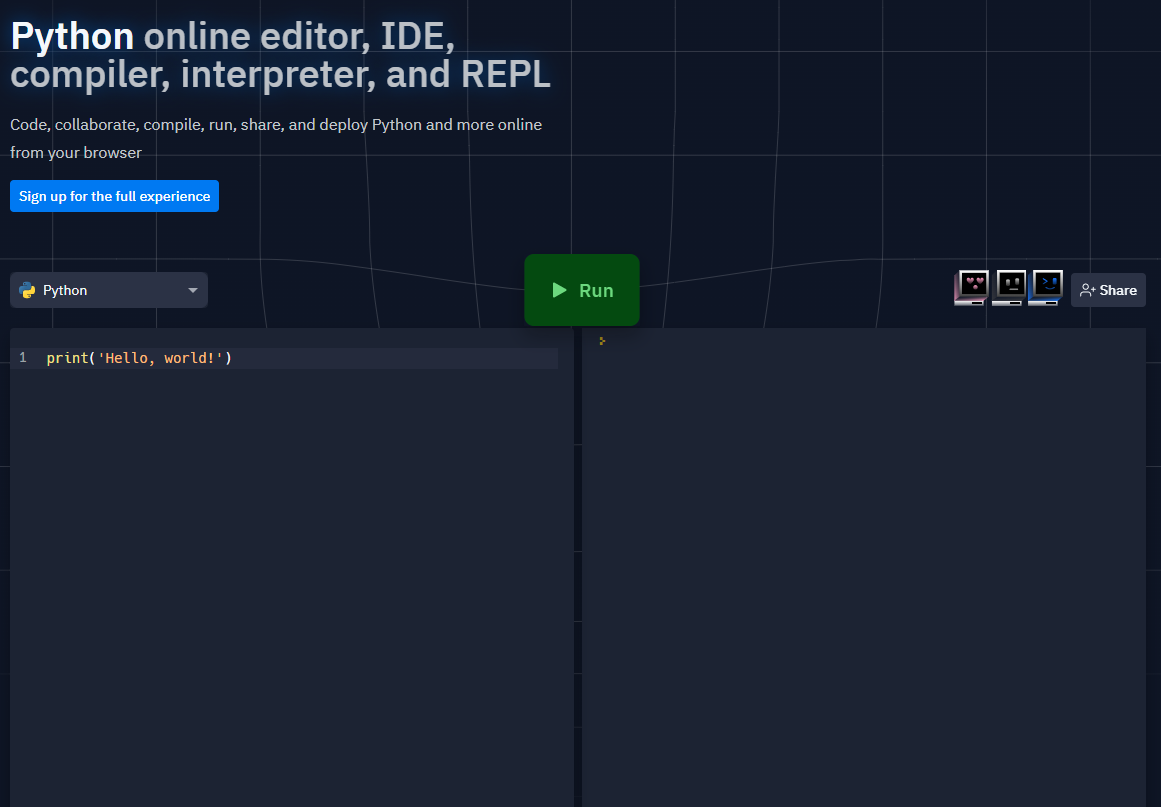 Python online editor, IDE,
compiler, interpreter, and REPL
Code, collaborate, compile, run, share, and deploy Python and more online
from your browser
Sign up for the full experience
Python
Run
Share
1 print('Hello, world!')